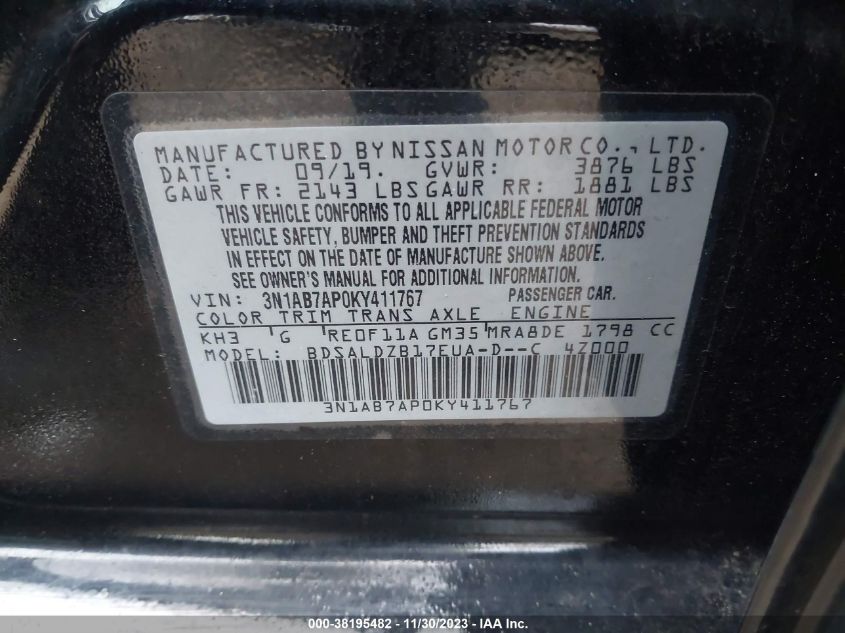 MANUFACTURED BY NISSAN MOTOR CO., LTD.
DATE: 09/19. GVWR: 3876 LBS
GAWR FR: 2143 LBS GAWR RR: 1881 LBS
THIS VEHICLE CONFORMS TO ALL APPLICABLE FEDERAL MOTOR
VEHICLE SAFETY, BUMPER AND THEFT PREVENTION STANDARDS
IN EFFECT ON THE DATE OF MANUFACTURE SHOWN ABOVE.
SEE OWNER'S MANUAL FOR ADDITIONAL INFORMATION.
VIN: 3N1AB7AP0KY411767 PASSENGER CAR.
COLOR TRIM TRANS AXLE ENGINE
KH3 G RE0F11A GM35 MRA8DE 1798 CC
MODEL: BDSALDZB17EUA-D--C 4Z000
3N1AB7AP0KY411767
000-38195482 - 11/30/2023 - IAA, Inc.